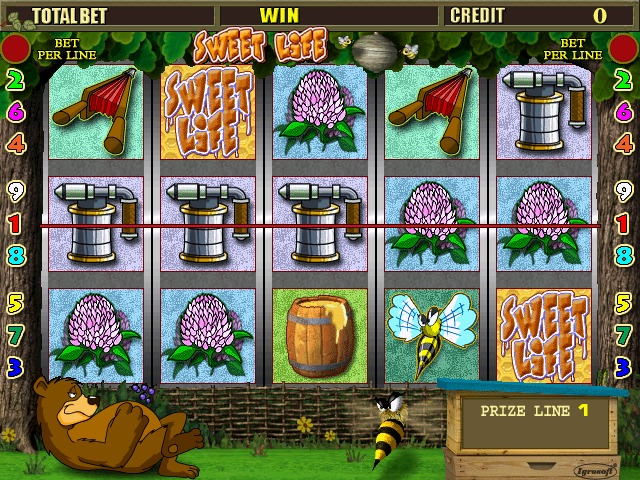 TOTAL BET WIN CREDIT 0
BET PER LINE
SWEET LIFE
BET PER LINE
2 2
6 6
4 4
SWEET LIFE
9 9
1 1
8 8
5 5
7 7
3 3
SWEET LIFE
PRIZE LINE 1
Igrosoft